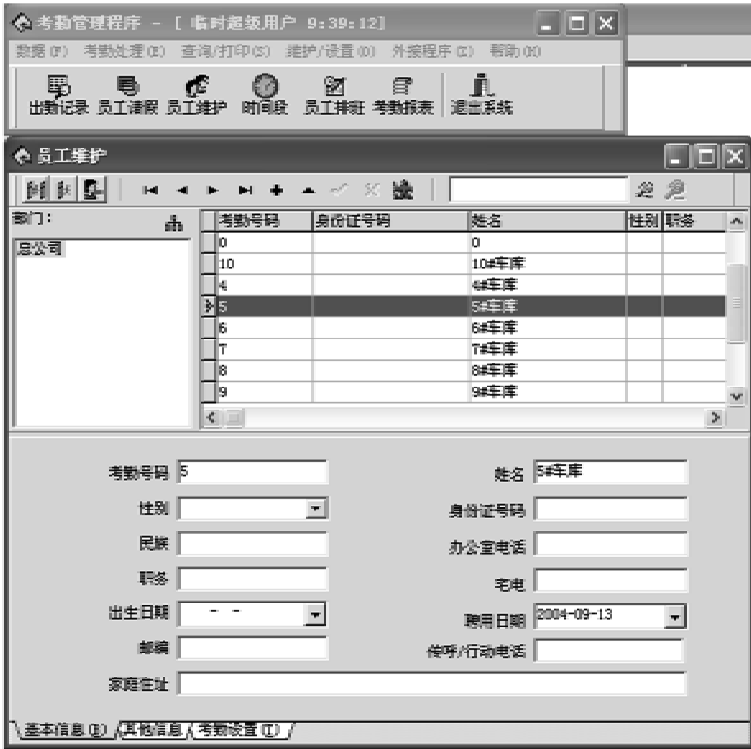 考勤管理程序 - [ 临时超级用户 9:39:12]
数据(F) 考勤处理(E) 查询/打印(S) 维护/设置(O) 外接程序(C) 帮助(H)
出勤记录 员工请假 员工维护 时间段 员工排班 考勤报表 退出系统
员工维护
部门:
总公司
考勤号码 身份证号码 姓名 性别 职务
0 0
10 10#车库
4 4#车库
5 5#车库
6 6#车库
7 7#车库
8 8#车库
9 9#车库
考勤号码 5 姓名 5#车库
性别 身份证号码
民族 办公室电话
职务 宅电
出生日期 - - 聘用日期 2004-09-13
邮编 传呼/行动电话
家庭住址
基本信息(B) 其他信息 考勤设置(T)